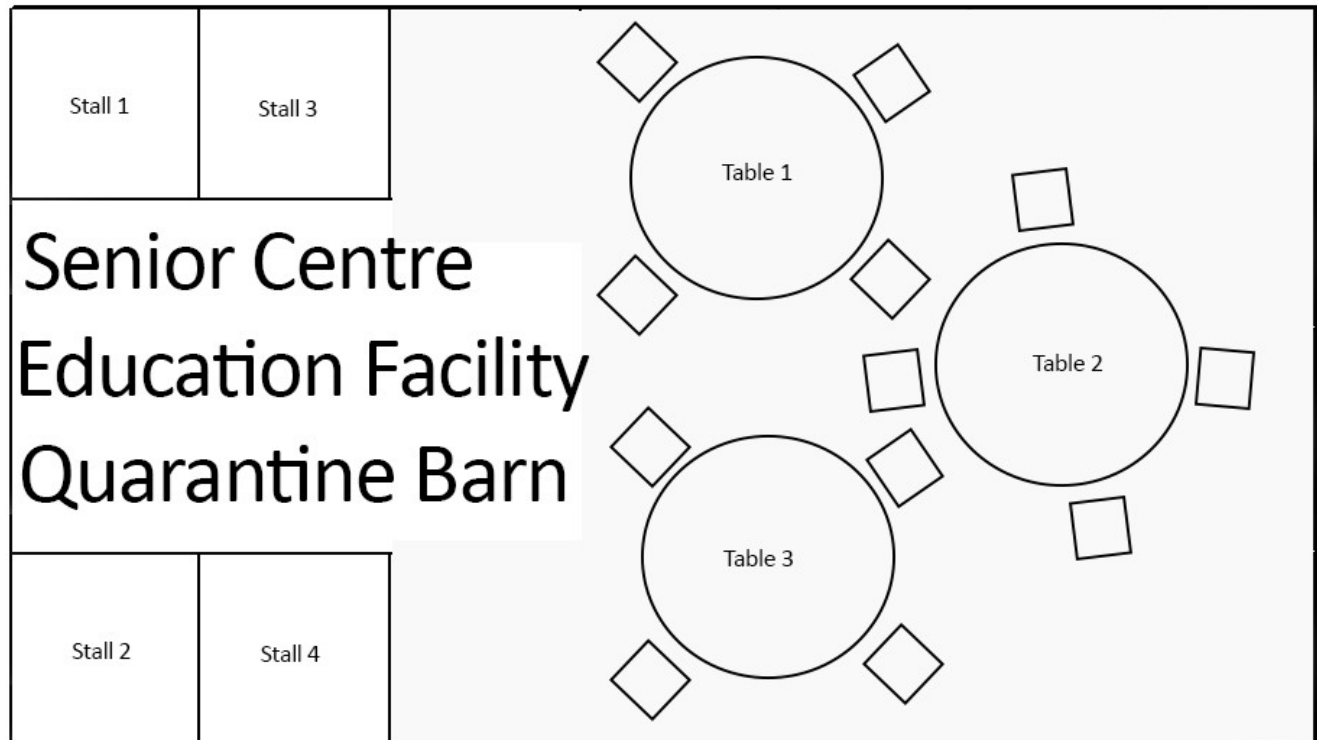 Stall 1
Stall 3
Table 1
Senior Centre
Education Facility
Quarantine Barn
Table 2
Table 3
Stall 2
Stall 4